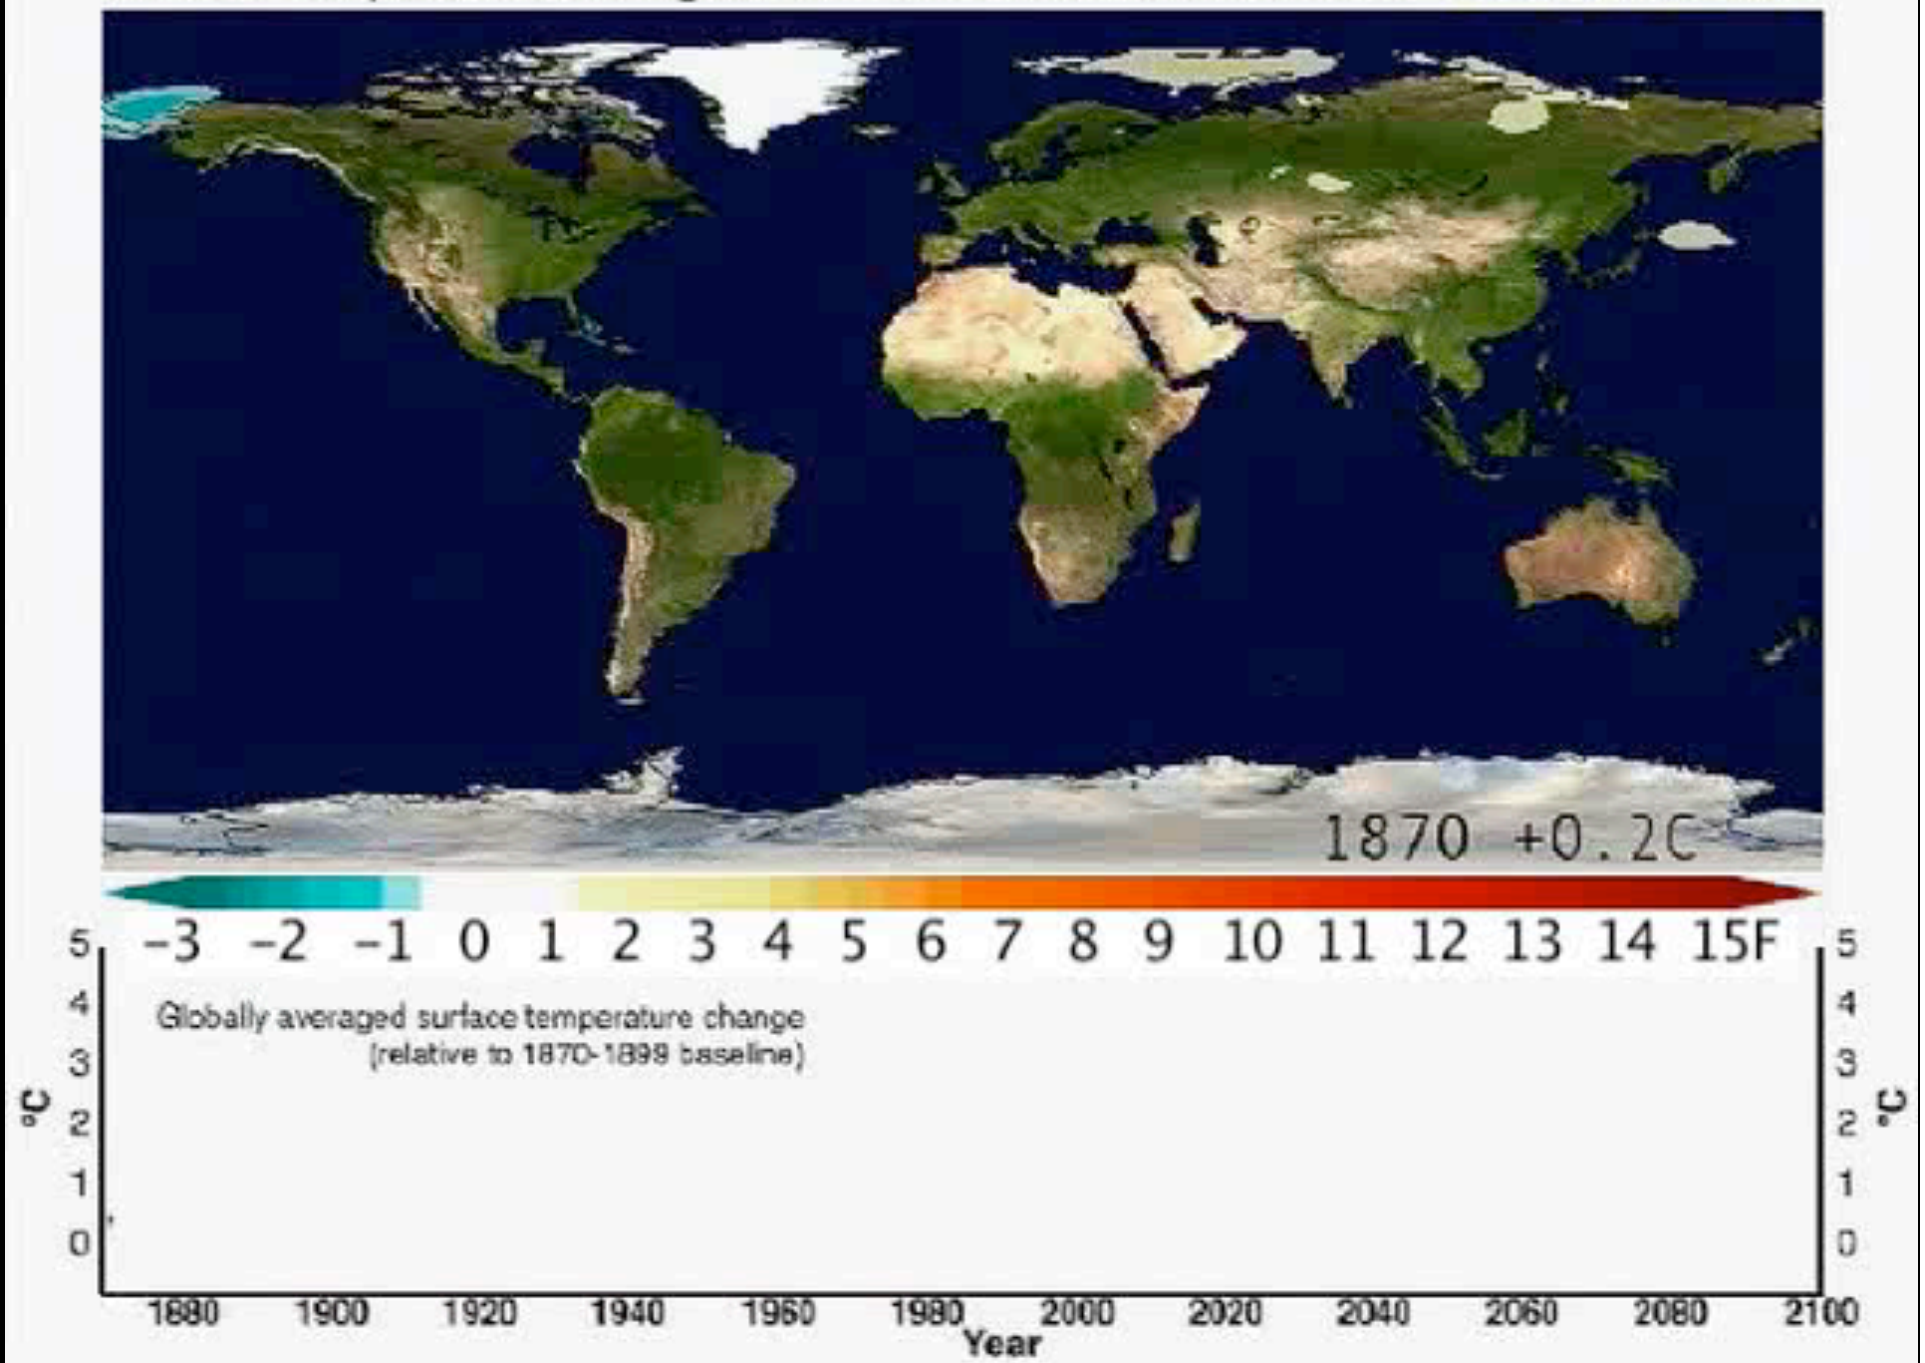 1870 +0.2C
-3 -2 -1 0 1 2 3 4 5 6 7 8 9 10 11 12 13 14 15F
Globally averaged surface temperature change
(relative to 1870-1899 baseline)
5 5
4 4
3 3
2 2
1 1
0 0
°C °C
1880 1900 1920 1940 1960 1980 2000 2020 2040 2060 2080 2100
Year